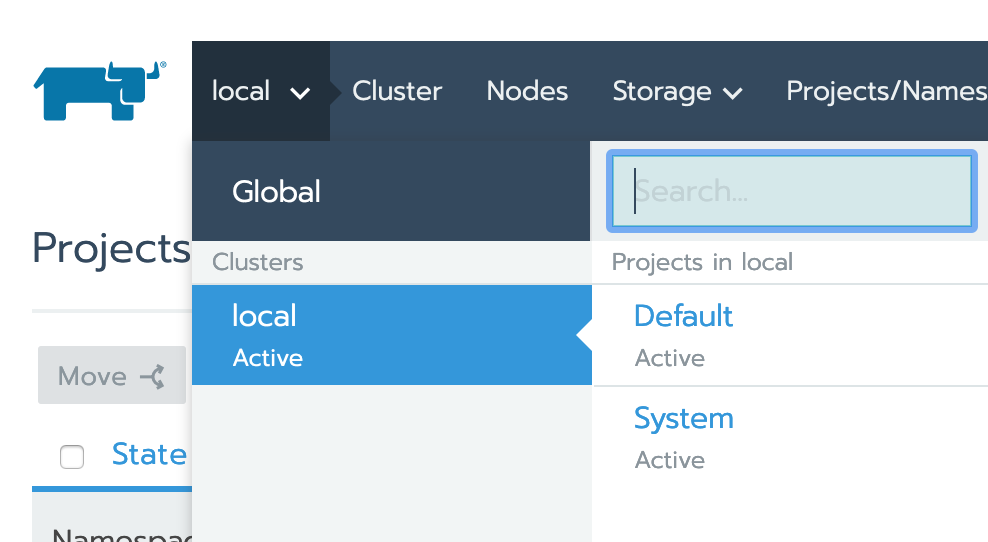 local Cluster Nodes Storage Projects/Names
Global
Search...
Projects
Clusters
Projects in local
local
Active
Default
Active
Move
System
Active
State